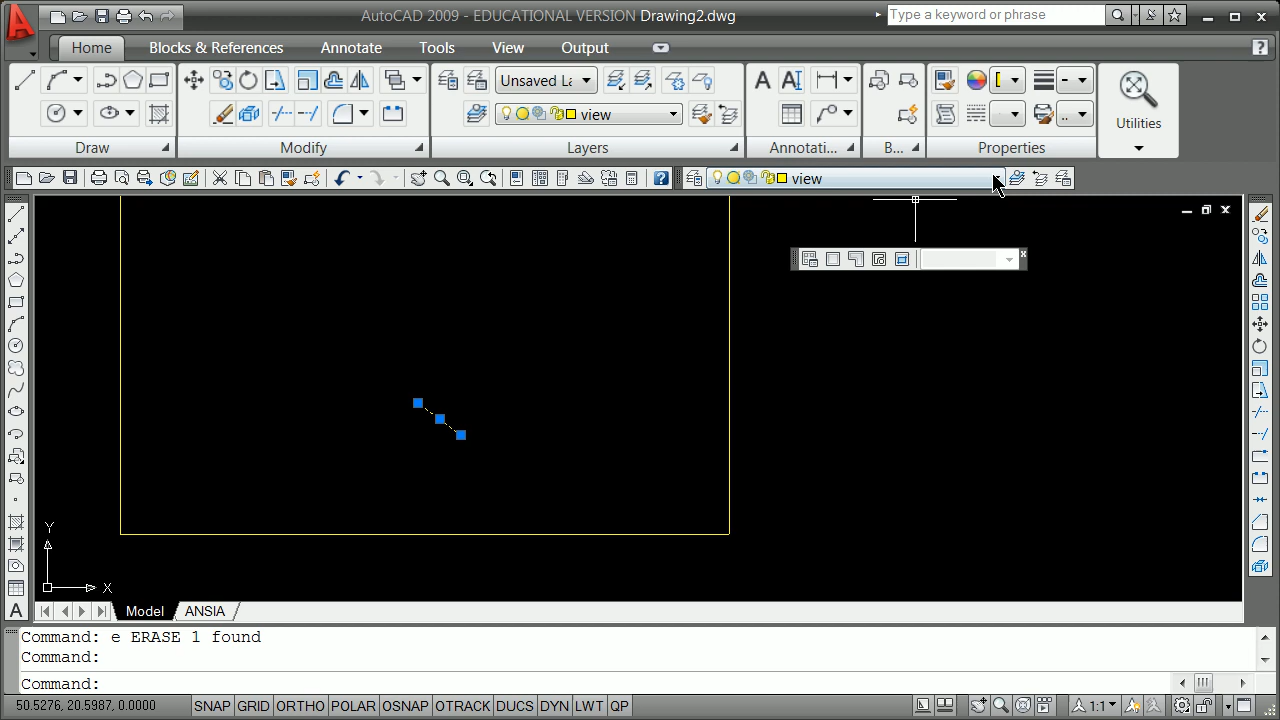 AutoCAD 2009 - EDUCATIONAL VERSION Drawing2.dwg
Type a keyword or phrase
Home Blocks & References Annotate Tools View Output
Unsaved La
view
Utilities
Draw Modify Layers Annotati... B... Properties
view
Y
X
Model ANSIA
Command: e ERASE 1 found
Command:
Command:
50.5276, 20.5987, 0.0000 SNAP GRID ORTHO POLAR OSNAP OTRACK DUCS DYN LWT QP 1:1